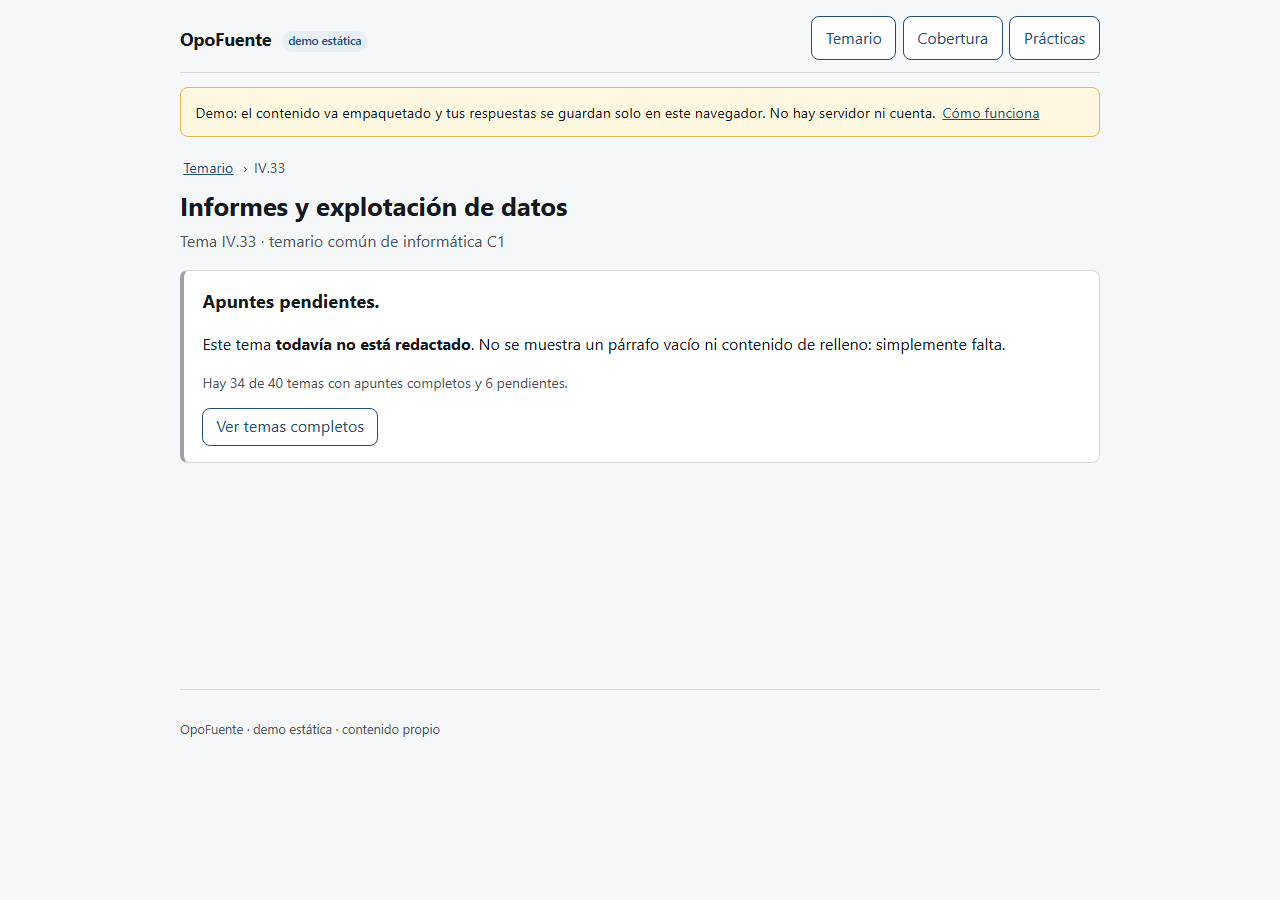 OpoFuente demo estática Temario Cobertura Prácticas
Demo: el contenido va empaquetado y tus respuestas se guardan solo en este navegador. No hay servidor ni cuenta. Cómo funciona
Temario › IV.33
Informes y explotación de datos
Tema IV.33 · temario común de informática C1
Apuntes pendientes.
Este tema todavía no está redactado. No se muestra un párrafo vacío ni contenido de relleno: simplemente falta.
Hay 34 de 40 temas con apuntes completos y 6 pendientes.
Ver temas completos
OpoFuente · demo estática · contenido propio